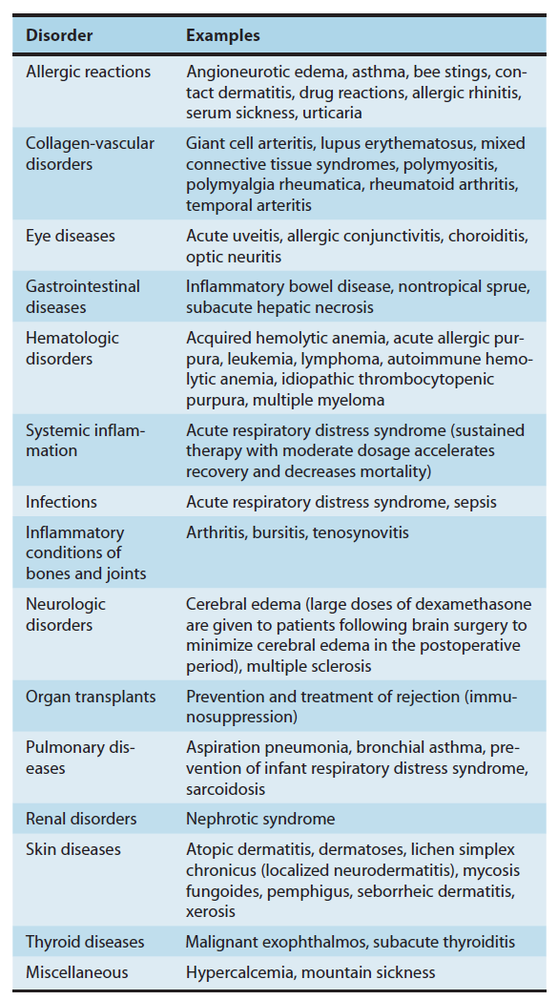 Disorder Examples
Allergic reactions Angioneurotic edema, asthma, bee stings, con-
tact dermatitis, drug reactions, allergic rhinitis,
serum sickness, urticaria
Collagen-vascular Giant cell arteritis, lupus erythematosus, mixed
disorders connective tissue syndromes, polymyositis,
polymyalgia rheumatica, rheumatoid arthritis,
temporal arteritis
Eye diseases Acute uveitis, allergic conjunctivitis, choroiditis,
optic neuritis
Gastrointestinal Inflammatory bowel disease, nontropical sprue,
diseases subacute hepatic necrosis
Hematologic Acquired hemolytic anemia, acute allergic pur-
disorders pura, leukemia, lymphoma, autoimmune hemo-
lytic anemia, idiopathic thrombocytopenic
purpura, multiple myeloma
Systemic inflam- Acute respiratory distress syndrome (sustained
mation therapy with moderate dosage accelerates
recovery and decreases mortality)
Infections Acute respiratory distress syndrome, sepsis
Inflammatory Arthritis, bursitis, tenosynovitis
conditions of
bones and joints
Neurologic Cerebral edema (large doses of dexamethasone
disorders are given to patients following brain surgery to
minimize cerebral edema in the postoperative
period), multiple sclerosis
Organ transplants Prevention and treatment of rejection (immu-
nosuppression)
Pulmonary dis- Aspiration pneumonia, bronchial asthma, pre-
eases vention of infant respiratory distress syndrome,
sarcoidosis
Renal disorders Nephrotic syndrome
Skin diseases Atopic dermatitis, dermatoses, lichen simplex
chronicus (localized neurodermatitis), mycosis
fungoides, pemphigus, seborrheic dermatitis,
xerosis
Thyroid diseases Malignant exophthalmos, subacute thyroiditis
Miscellaneous Hypercalcemia, mountain sickness